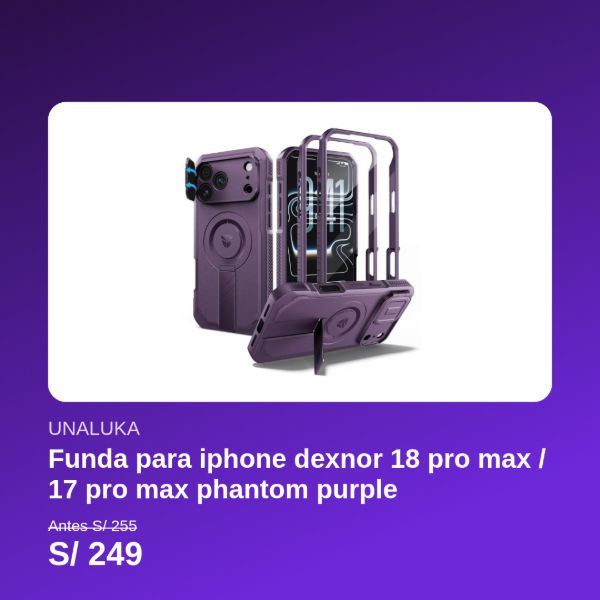 UNALUKA
Funda para iphone dexnor 18 pro max /
17 pro max phantom purple
Antes S/ 255
S/ 249